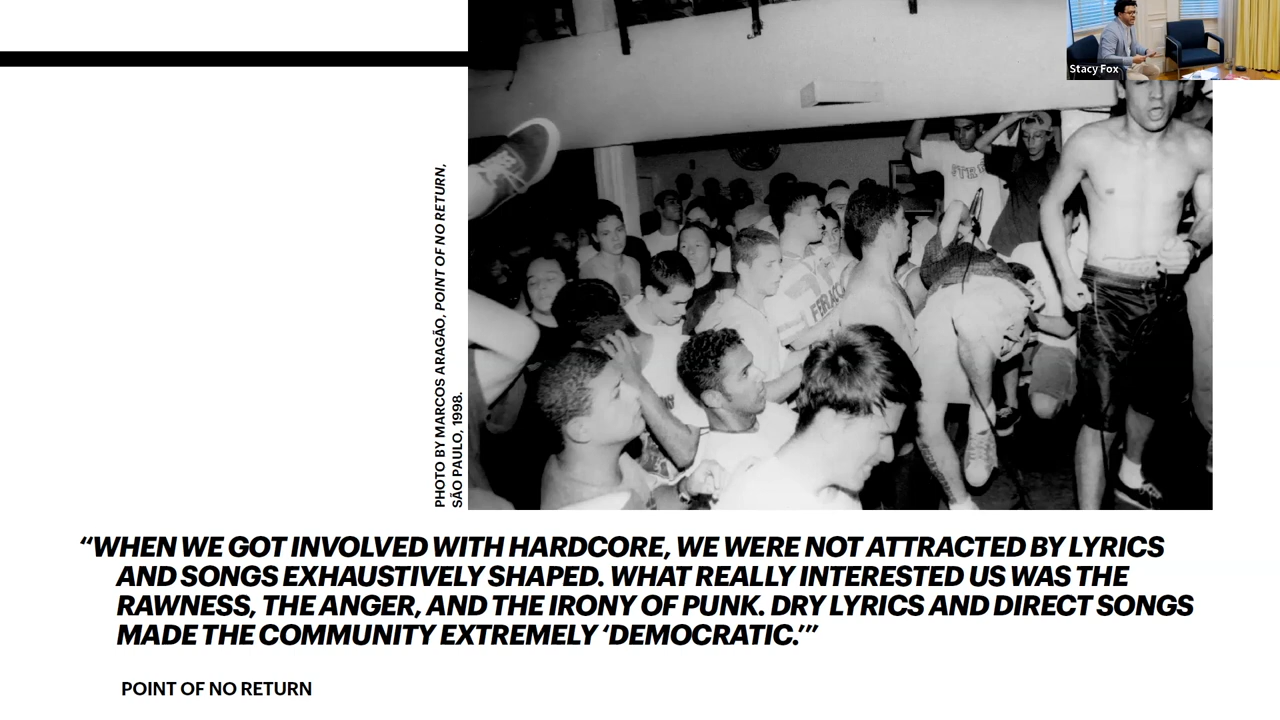 Stacy Fox
FERACO
PHOTO BY MARCOS ARAGÃO, POINT OF NO RETURN,
SÃO PAULO, 1998.
“WHEN WE GOT INVOLVED WITH HARDCORE, WE WERE NOT ATTRACTED BY LYRICS
AND SONGS EXHAUSTIVELY SHAPED. WHAT REALLY INTERESTED US WAS THE
RAWNESS, THE ANGER, AND THE IRONY OF PUNK. DRY LYRICS AND DIRECT SONGS
MADE THE COMMUNITY EXTREMELY ‘DEMOCRATIC.’”
POINT OF NO RETURN